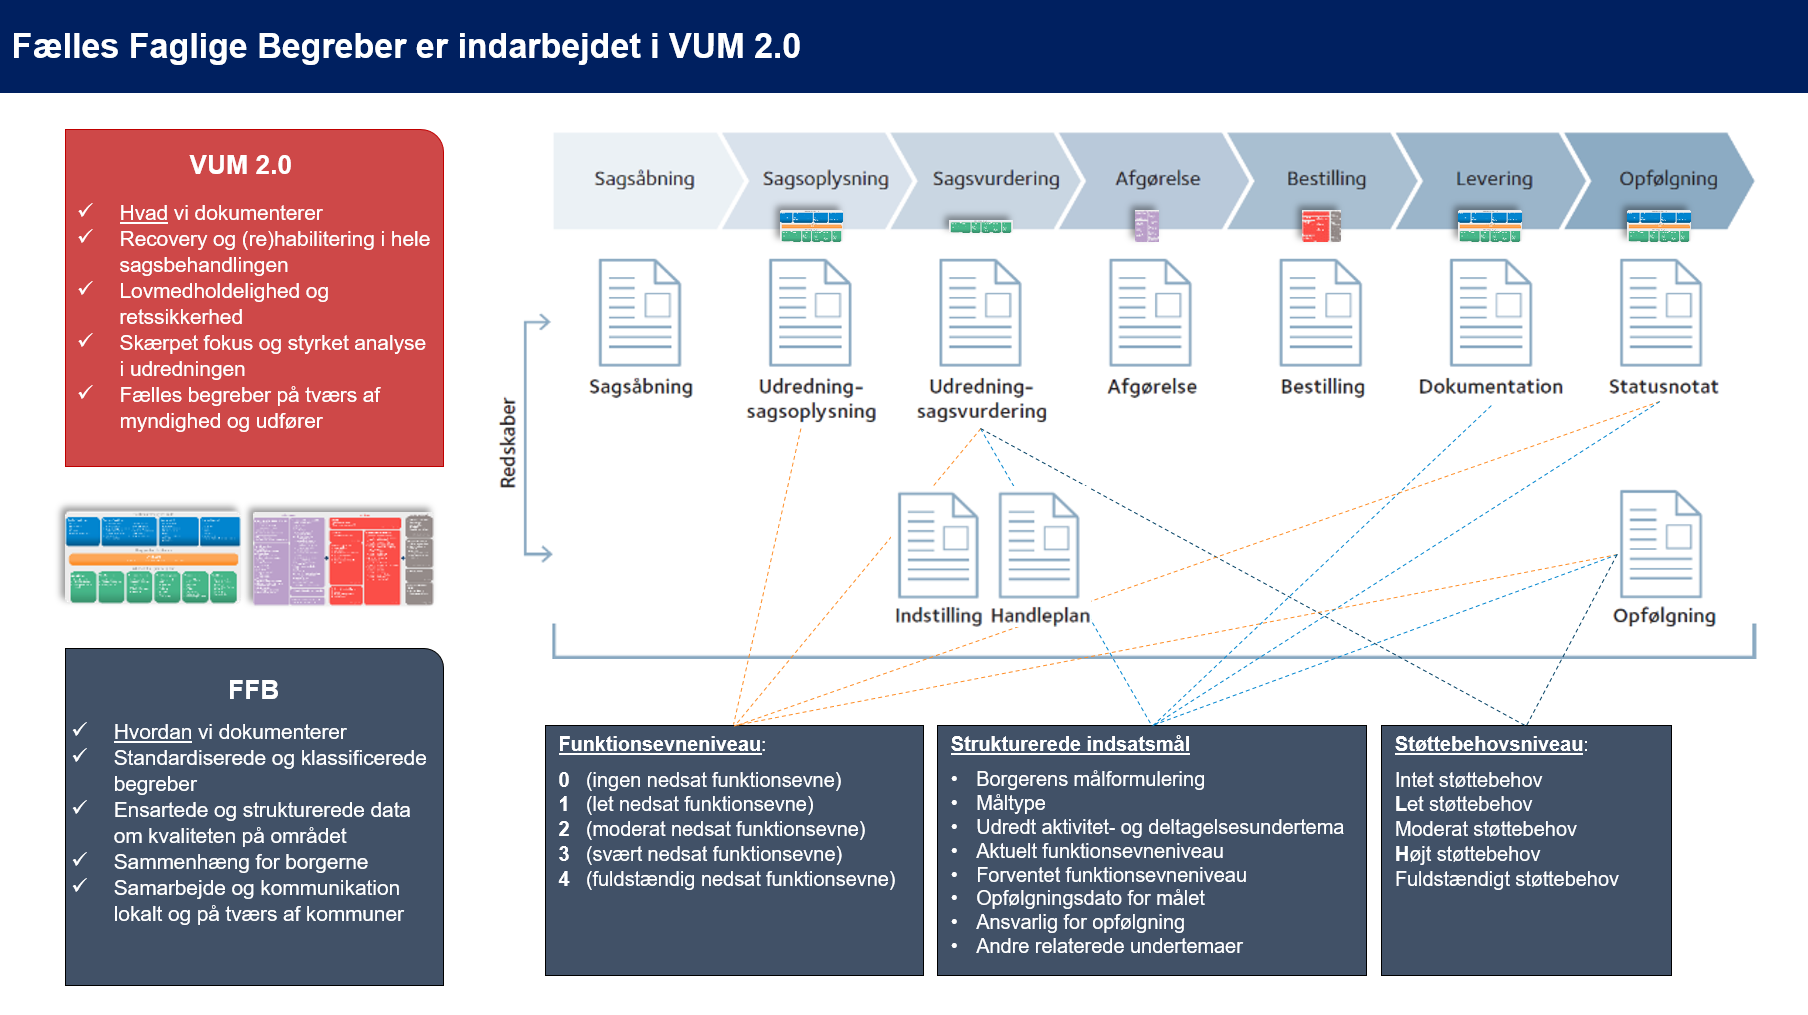 Fælles Faglige Begreber er indarbejdet i VUM 2.0
VUM 2.0
✓ Hvad vi dokumenterer
✓ Recovery og (re)habilitering i hele
sagsbehandlingen
✓ Lovmedholdelighed og
retssikkerhed
✓ Skærpet fokus og styrket analyse
i udredningen
✓ Fælles begreber på tværs af
myndighed og udfører
FFB
✓ Hvordan vi dokumenterer
✓ Standardiserede og klassificerede
begreber
✓ Ensartede og strukturerede data
om kvaliteten på området
✓ Sammenhæng for borgerne
✓ Samarbejde og kommunikation
lokalt og på tværs af kommuner
Sagsåbning
Sagsoplysning
Sagsvurdering
Afgørelse
Bestilling
Levering
Opfølgning
Redskaber
Sagsåbning
Udredning-
sagsoplysning
Udredning-
sagsvurdering
Afgørelse
Bestilling
Dokumentation
Statusnotat
Indstilling
Handleplan
Opfølgning
Funktionsevneniveau:
0 (ingen nedsat funktionsevne)
1 (let nedsat funktionsevne)
2 (moderat nedsat funktionsevne)
3 (svært nedsat funktionsevne)
4 (fuldstændig nedsat funktionsevne)
Strukturerede indsatsmål
• Borgerens målformulering
• Måltype
• Udredt aktivitet- og deltagelsesundertema
• Aktuelt funktionsevneniveau
• Forventet funktionsevneniveau
• Opfølgningsdato for målet
• Ansvarlig for opfølgning
• Andre relaterede undertemaer
Støttebehovsniveau:
Intet støttebehov
Let støttebehov
Moderat støttebehov
Højt støttebehov
Fuldstændigt støttebehov